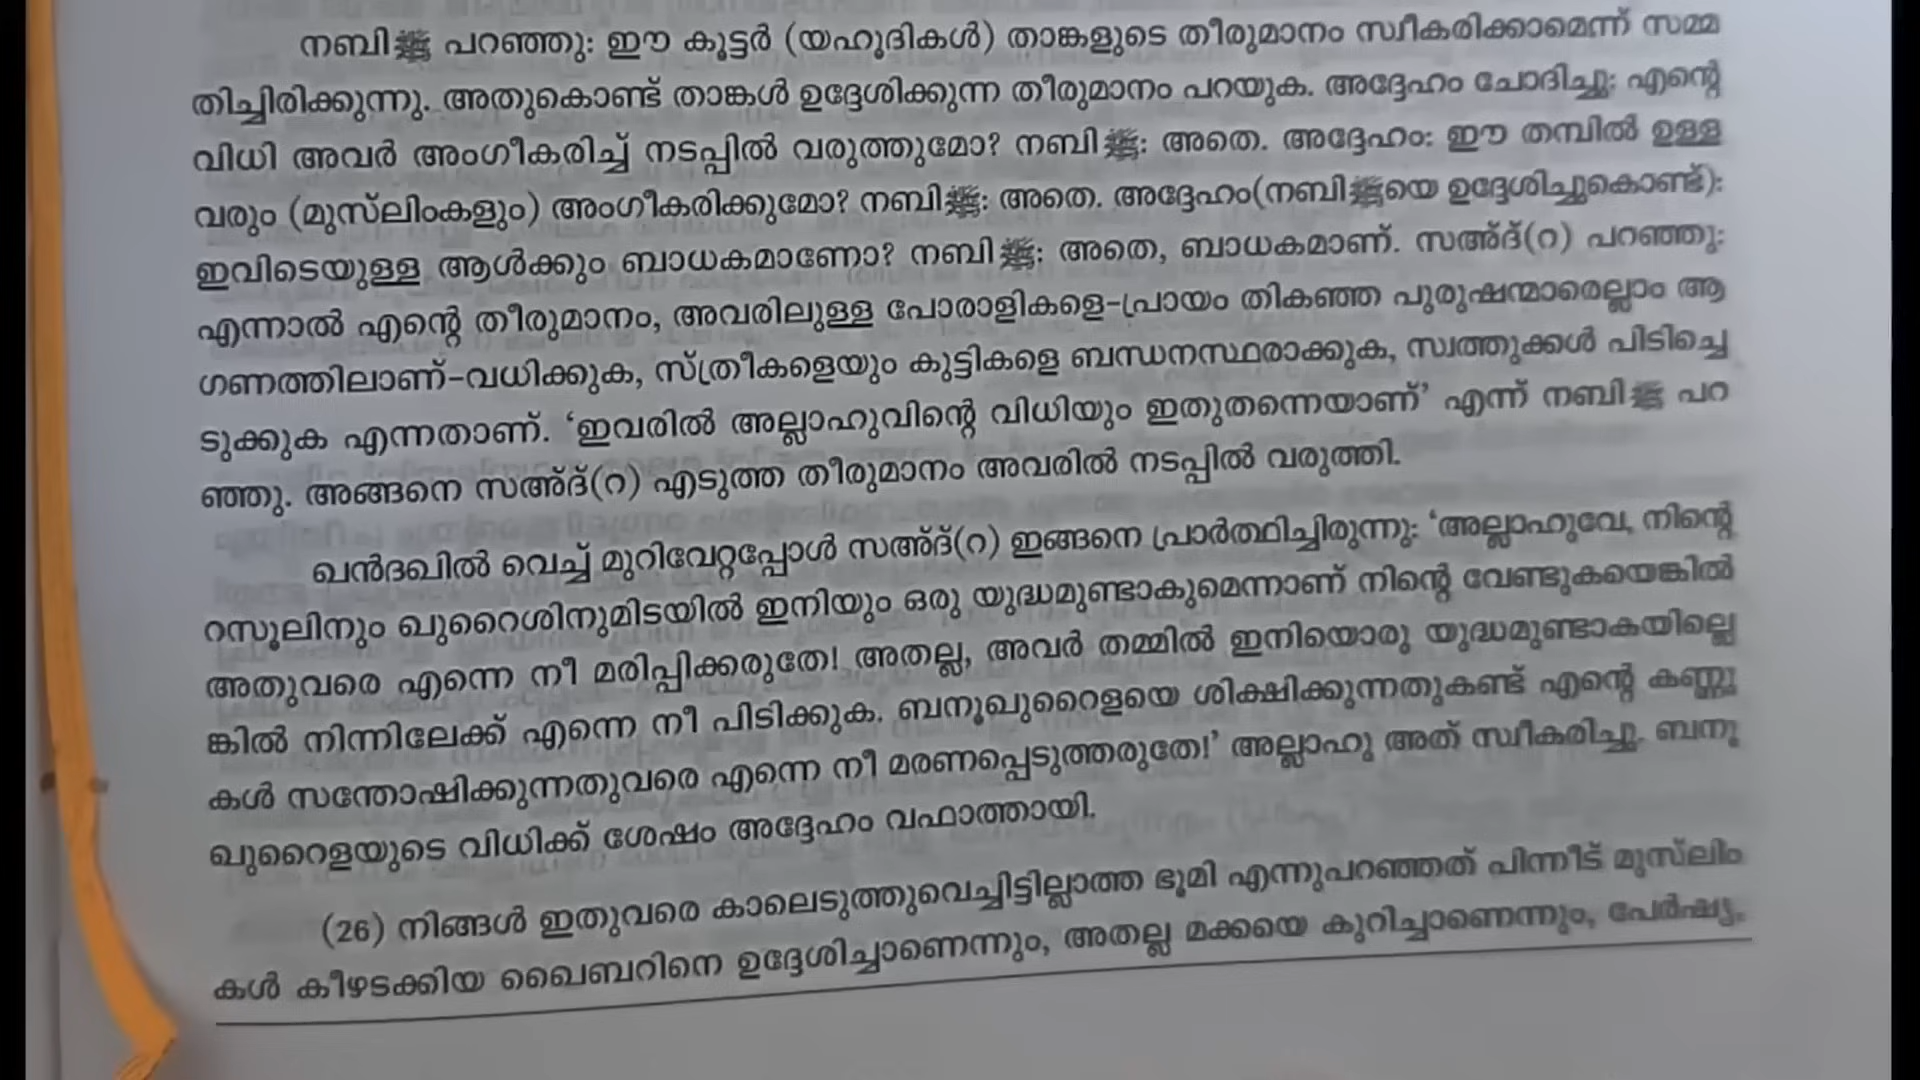 നബിﷺ പറഞ്ഞു: ഈ കൂട്ടർ (യഹൂദികൾ) താങ്കളുടെ തീരുമാനം സ്വീകരിക്കാമെന്ന് സമ്മ
തിച്ചിരിക്കുന്നു. അതുകൊണ്ട് താങ്കൾ ഉദ്ദേശിക്കുന്ന തീരുമാനം പറയുക. അദ്ദേഹം ചോദിച്ചു: എന്റെ
വിധി അവർ അംഗീകരിച്ച് നടപ്പിൽ വരുത്തുമോ? നബിﷺ: അതെ. അദ്ദേഹം: ഈ തമ്പിൽ ഉള്ള
വരും (മുസ്‌ലിംകളും) അംഗീകരിക്കുമോ? നബിﷺ: അതെ. അദ്ദേഹം(നബിﷺയെ ഉദ്ദേശിച്ചുകൊണ്ട്):
ഇവിടെയുള്ള ആൾക്കും ബാധകമാണോ? നബിﷺ: അതെ, ബാധകമാണ്. സഅ്ദ്(റ) പറഞ്ഞു:
എന്നാൽ എന്റെ തീരുമാനം, അവരിലുള്ള പോരാളികളെ-പ്രായം തികഞ്ഞ പുരുഷന്മാരെല്ലാം ആ
ഗണത്തിലാണ്-വധിക്കുക, സ്ത്രീകളെയും കുട്ടികളെ ബന്ധനസ്ഥരാക്കുക, സ്വത്തുക്കൾ പിടിച്ചെ
ടുക്കുക എന്നതാണ്. ‘ഇവരിൽ അല്ലാഹുവിന്റെ വിധിയും ഇതുതന്നെയാണ്’ എന്ന് നബിﷺ പറ
ഞ്ഞു. അങ്ങനെ സഅ്ദ്(റ) എടുത്ത തീരുമാനം അവരിൽ നടപ്പിൽ വരുത്തി.
ഖൻദഖിൽ വെച്ച് മുറിവേറ്റപ്പോൾ സഅ്ദ്(റ) ഇങ്ങനെ പ്രാർത്ഥിച്ചിരുന്നു: ‘അല്ലാഹുവേ, നിന്റെ
റസൂലിനും ഖുറൈശിനുമിടയിൽ ഇനിയും ഒരു യുദ്ധമുണ്ടാകുമെന്നാണ് നിന്റെ വേണ്ടുകയെങ്കിൽ
അതുവരെ എന്നെ നീ മരിപ്പിക്കരുതേ! അതല്ല, അവർ തമ്മിൽ ഇനിയൊരു യുദ്ധമുണ്ടാകയില്ലെ
ങ്കിൽ നിന്നിലേക്ക് എന്നെ നീ പിടിക്കുക. ബനൂഖുറൈളയെ ശിക്ഷിക്കുന്നതുകണ്ട് എന്റെ കണ്ണു
കൾ സന്തോഷിക്കുന്നതുവരെ എന്നെ നീ മരണപ്പെടുത്തരുതേ!’ അല്ലാഹു അത് സ്വീകരിച്ചു. ബനൂ
ഖുറൈളയുടെ വിധിക്ക് ശേഷം അദ്ദേഹം വഫാത്തായി.
(26) നിങ്ങൾ ഇതുവരെ കാലെടുത്തുവെച്ചിട്ടില്ലാത്ത ഭൂമി എന്നുപറഞ്ഞത് പിന്നീട് മുസ്‌ലിം
കൾ കീഴടക്കിയ ഖൈബറിനെ ഉദ്ദേശിച്ചാണെന്നും, അതല്ല മക്കയെ കുറിച്ചാണെന്നും, പേർഷ്യ,